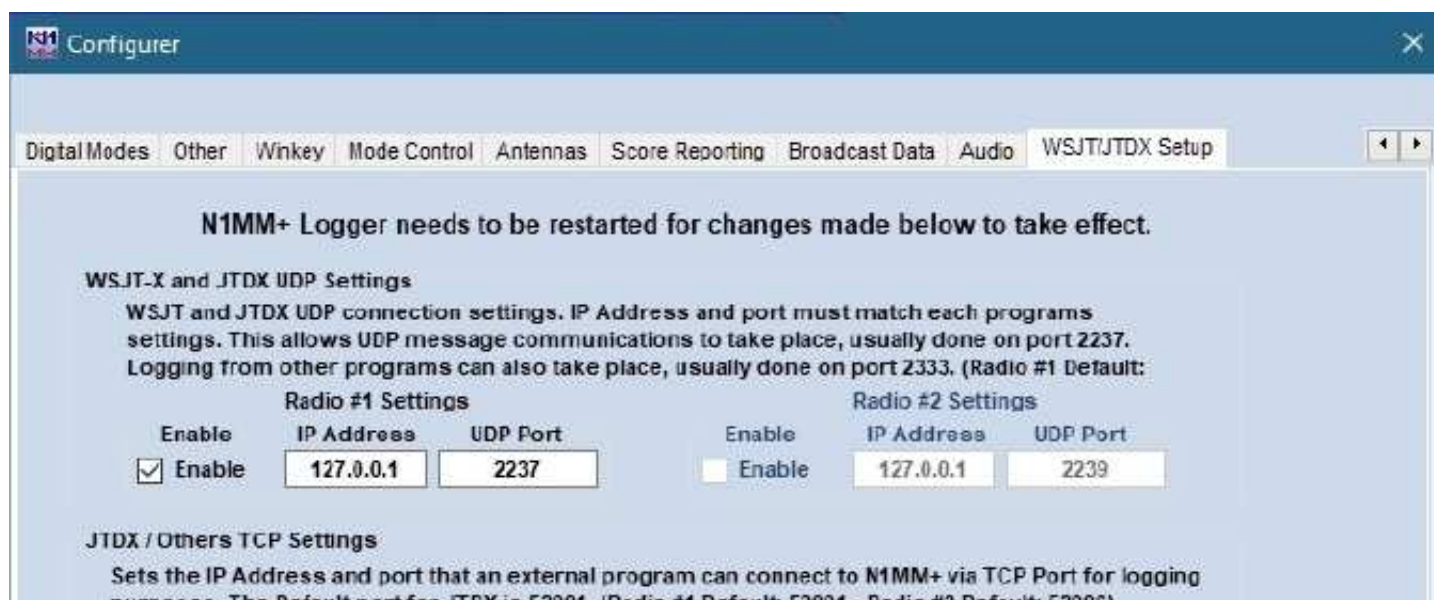 Configurer
Digital Modes Other Winkey Mode Control Antennas Score Reporting Broadcast Data Audio WSJT/JTDX Setup
N1MM+ Logger needs to be restarted for changes made below to take effect.
WSJT-X and JTDX UDP Settings
WSJT and JTDX UDP connection settings. IP Address and port must match each programs
settings. This allows UDP message communications to take place, usually done on port 2237.
Logging from other programs can also take place, usually done on port 2333. (Radio #1 Default:
Radio #1 Settings Radio #2 Settings
Enable IP Address UDP Port Enable IP Address UDP Port
Enable 127.0.0.1 2237 Enable 127.0.0.1 2239
JTDX / Others TCP Settings
Sets the IP Address and port that an external program can connect to N1MM+ via TCP Port for logging